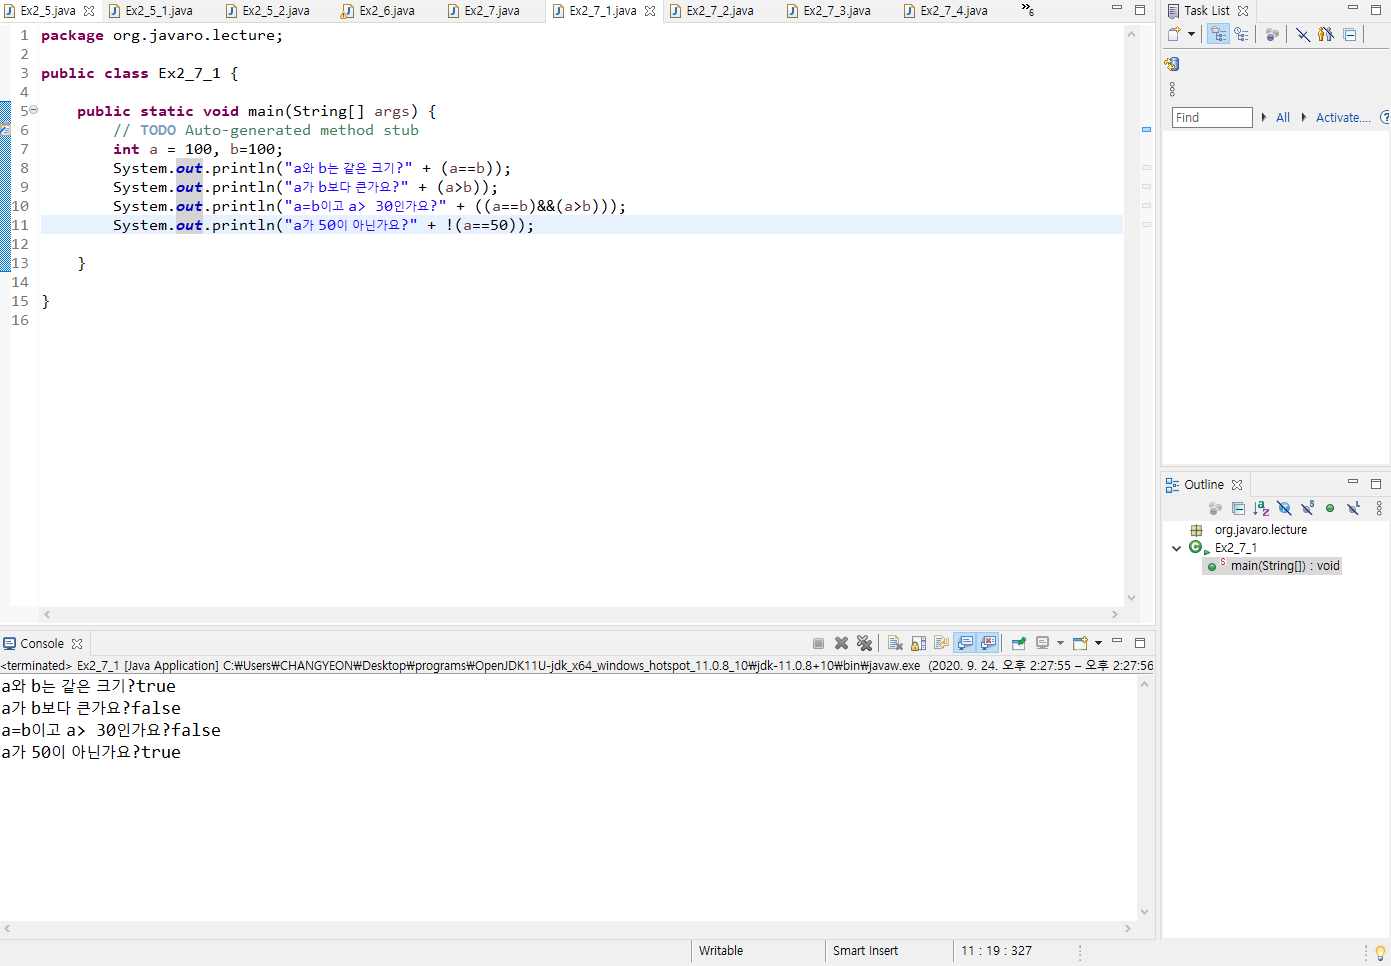 Ex2_5.java
Ex2_5_1.java
Ex2_5_2.java
Ex2_6.java
Ex2_7.java
Ex2_7_1.java
Ex2_7_2.java
Ex2_7_3.java
Ex2_7_4.java
»6
1 package org.javaro.lecture;
2
3 public class Ex2_7_1 {
4
5 public static void main(String[] args) {
6 // TODO Auto-generated method stub
7 int a = 100, b=100;
8 System.out.println("a와 b는 같은 크기?" + (a==b));
9 System.out.println("a가 b보다 큰가요?" + (a>b));
10 System.out.println("a=b이고 a> 30인가요?" + ((a==b)&&(a>b)));
11 System.out.println("a가 50이 아닌가요?" + !(a==50));
12
13 }
14
15 }
16
Task List
Find
All
Activate....
Outline
org.javaro.lecture
Ex2_7_1
main(String[]) : void
Console
<terminated> Ex2_7_1 [Java Application] C:₩Users₩CHANGYEON₩Desktop₩programs₩OpenJDK11U-jdk_x64_windows_hotspot_11.0.8_10₩jdk-11.0.8+10₩bin₩javaw.exe (2020. 9. 24. 오후 2:27:55 – 오후 2:27:56
a와 b는 같은 크기?true
a가 b보다 큰가요?false
a=b이고 a> 30인가요?false
a가 50이 아닌가요?true
Writable
Smart Insert
11 : 19 : 327